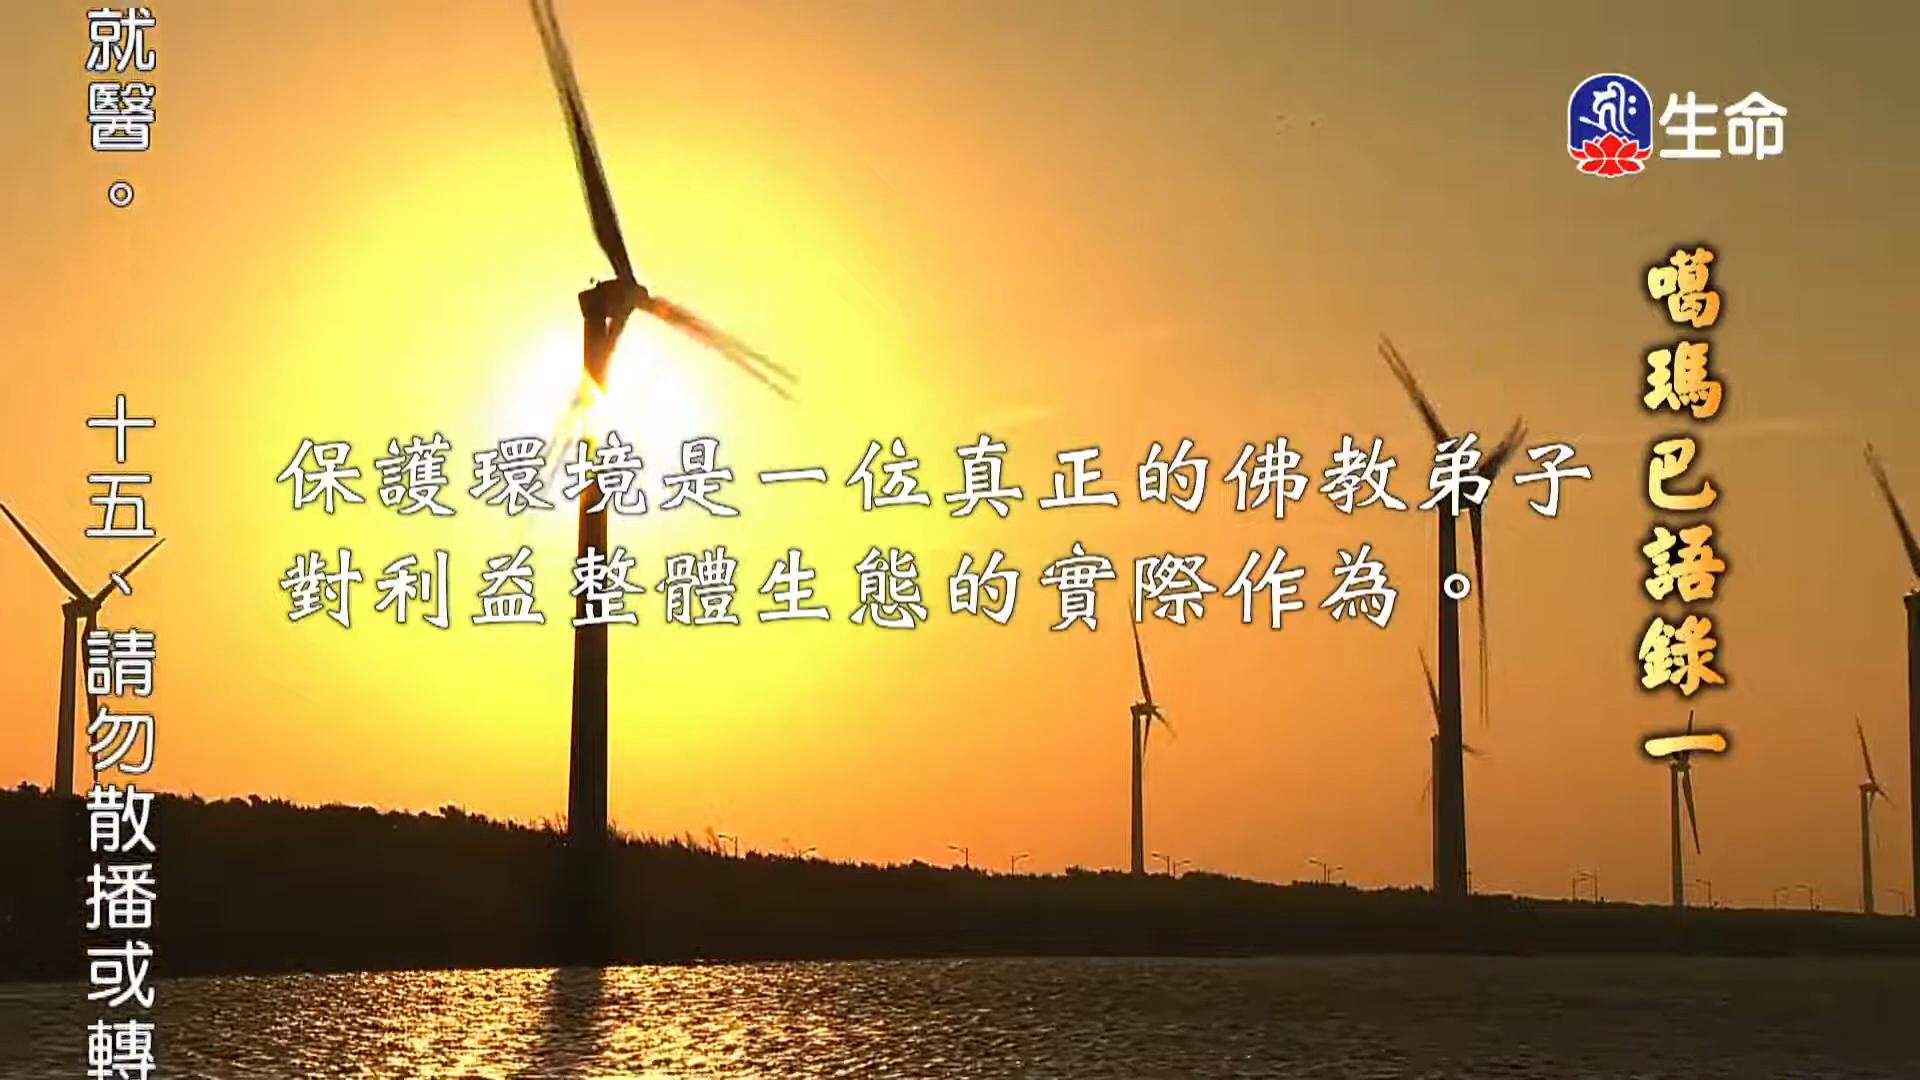 生命
噶瑪巴語錄一
保護環境是一位真正的佛教弟子
對利益整體生態的實際作為。
就醫。 十五、請勿散播或轉